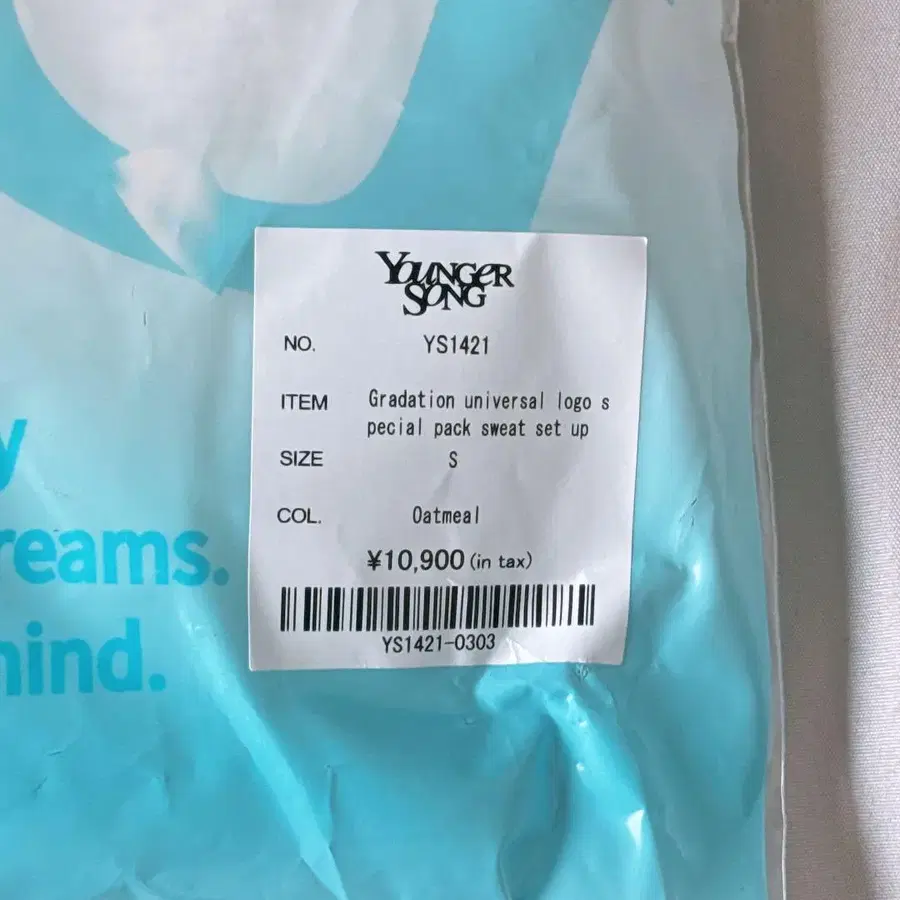 YOUNGER
SONG
NO. YS1421
ITEM Gradation universal logo s
pecial pack sweat set up
SIZE S
COL. Oatmeal
¥10,900 (in tax)
YS1421-0303
y
reams.
mind.